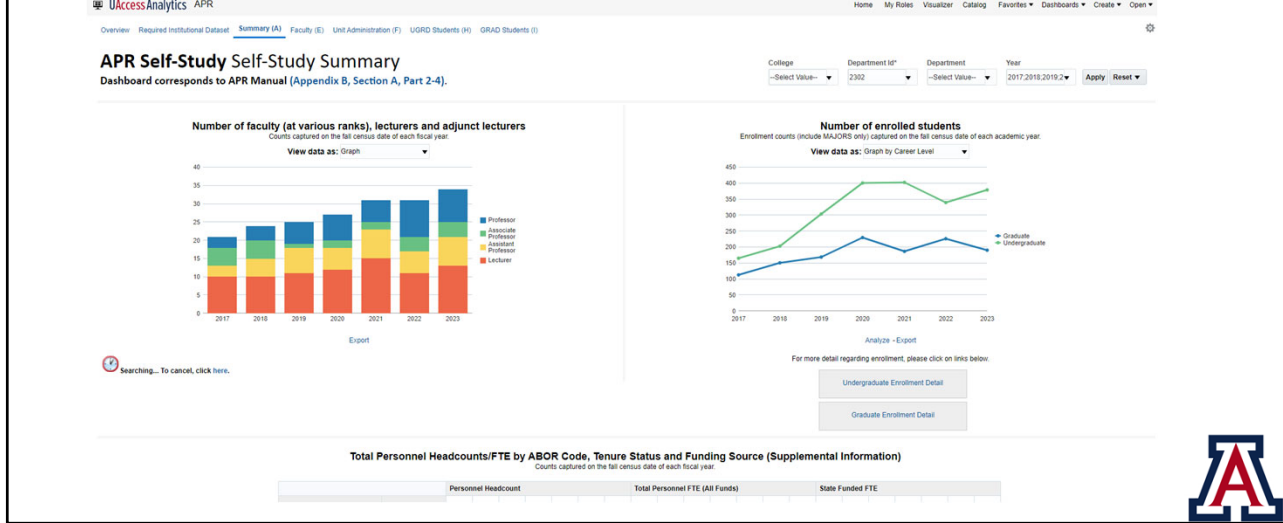 UAccess Analytics APR
Home My Roles Visualizer Catalog Favorites Dashboards Create Open
Overview Required Institutional Dataset Summary (A) Faculty (E) Unit Administration (F) UGRD Students (H) GRAD Students (I)
APR Self-Study Self-Study Summary
Dashboard corresponds to APR Manual (Appendix B, Section A, Part 2-4).
College Department Id* Department Year
--Select Value-- 2302 --Select Value-- 2017;2018;2019;2 Apply Reset
Number of faculty (at various ranks), lecturers and adjunct lecturers
Counts captured on the fall census date of each fiscal year.
View data as: Graph
40
35
30
25
20
15
10
5
0
2017 2018 2019 2020 2021 2022 2023
Professor
Associate
Professor
Assistant
Professor
Lecturer
Export
Searching... To cancel, click here.
Number of enrolled students
Enrollment counts (include MAJORS only) captured on the fall census date of each academic year.
View data as: Graph by Career Level
450
400
350
300
250
200
150
100
50
0
2017 2018 2019 2020 2021 2022 2023
Graduate
Undergraduate
Analyze - Export
For more detail regarding enrollment, please click on links below.
Undergraduate Enrollment Detail
Graduate Enrollment Detail
Total Personnel Headcounts/FTE by ABOR Code, Tenure Status and Funding Source (Supplemental Information)
Counts captured on the fall census date of each fiscal year.
Personnel Headcount Total Personnel FTE (All Funds) State Funded FTE
A